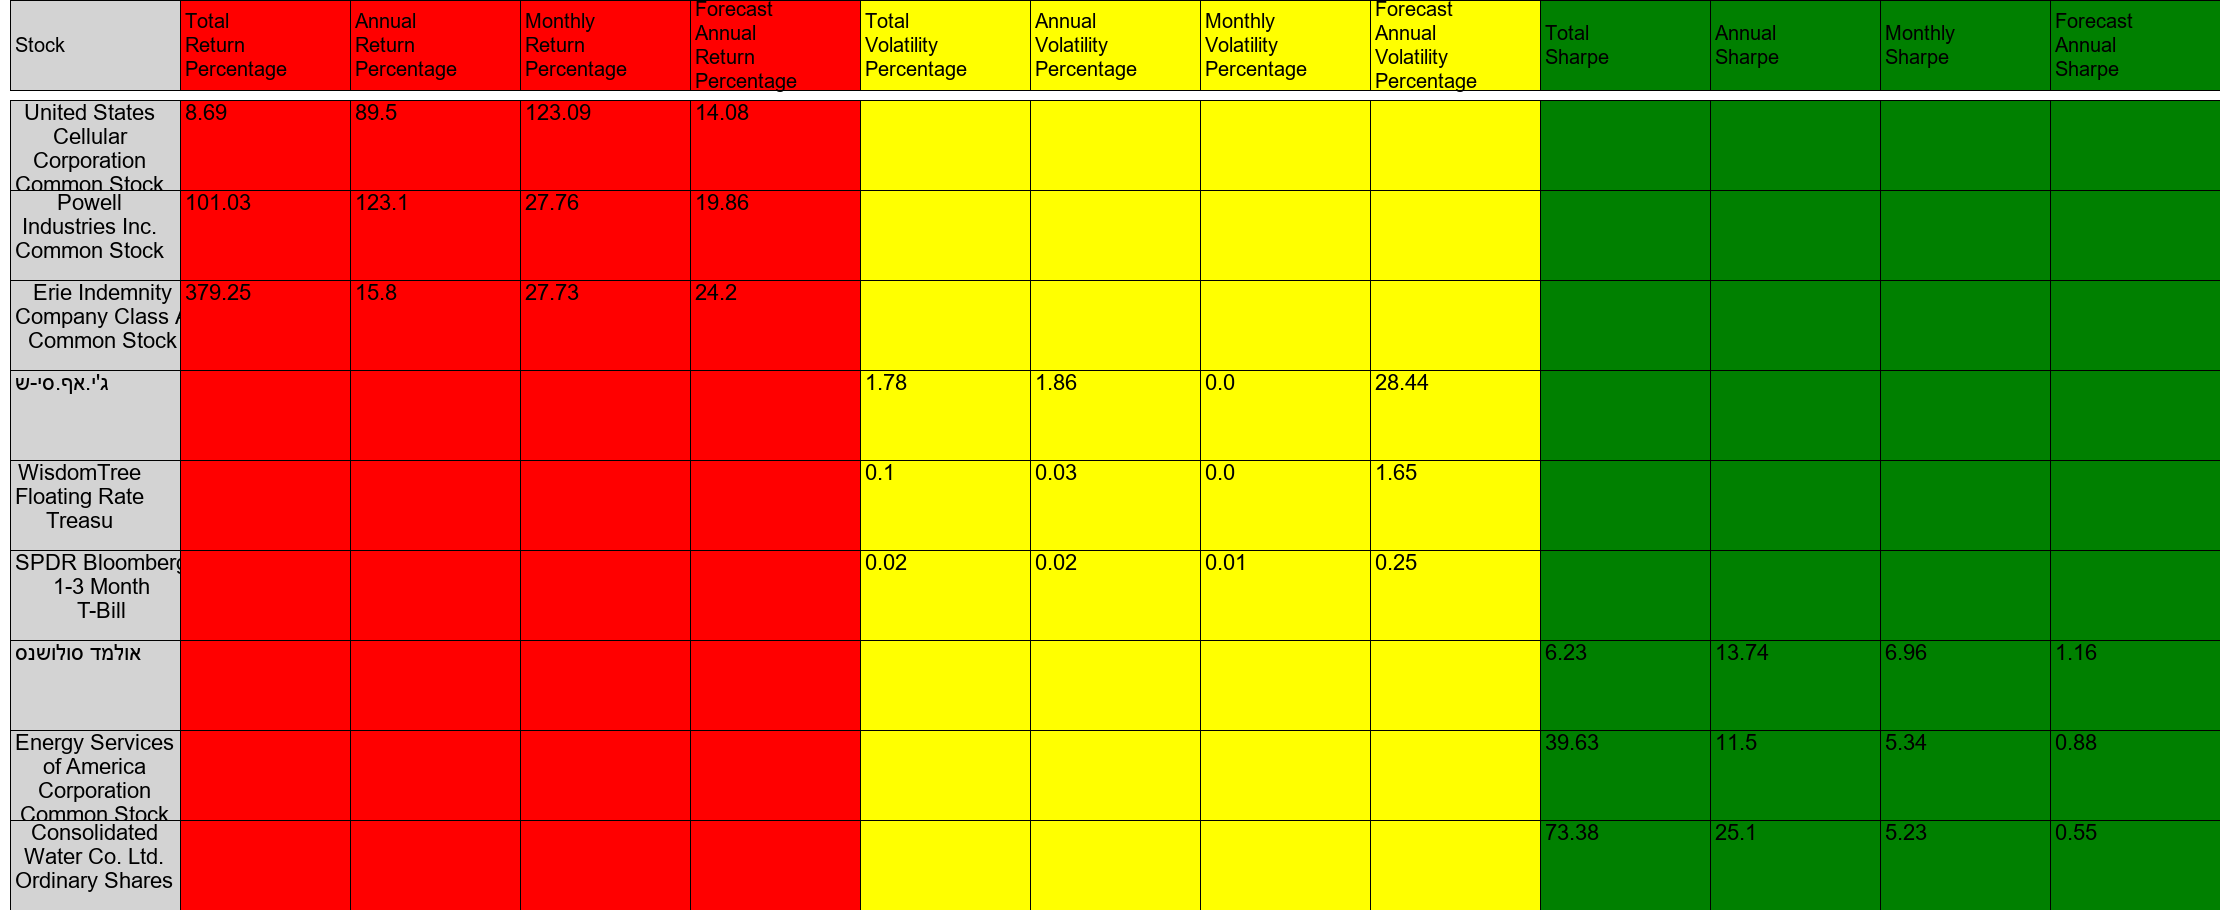 Stock
Total
Return
Percentage
Annual
Return
Percentage
Monthly
Return
Percentage
Forecast
Annual
Return
Percentage
Total
Volatility
Percentage
Annual
Volatility
Percentage
Monthly
Volatility
Percentage
Forecast
Annual
Volatility
Percentage
Total
Sharpe
Annual
Sharpe
Monthly
Sharpe
Forecast
Annual
Sharpe
United States
Cellular
Corporation
Common Stock
8.69
89.5
123.09
14.08
Powell
Industries Inc.
Common Stock
101.03
123.1
27.76
19.86
Erie Indemnity
Company Class A
Common Stock
379.25
15.8
27.73
24.2
ג'י.אף.סי-ש
1.78
1.86
0.0
28.44
WisdomTree
Floating Rate
Treasu
0.1
0.03
0.0
1.65
SPDR Bloomberg
1-3 Month
T-Bill
0.02
0.02
0.01
0.25
אולמד סולושנס
6.23
13.74
6.96
1.16
Energy Services
of America
Corporation
Common Stock
39.63
11.5
5.34
0.88
Consolidated
Water Co. Ltd.
Ordinary Shares
73.38
25.1
5.23
0.55